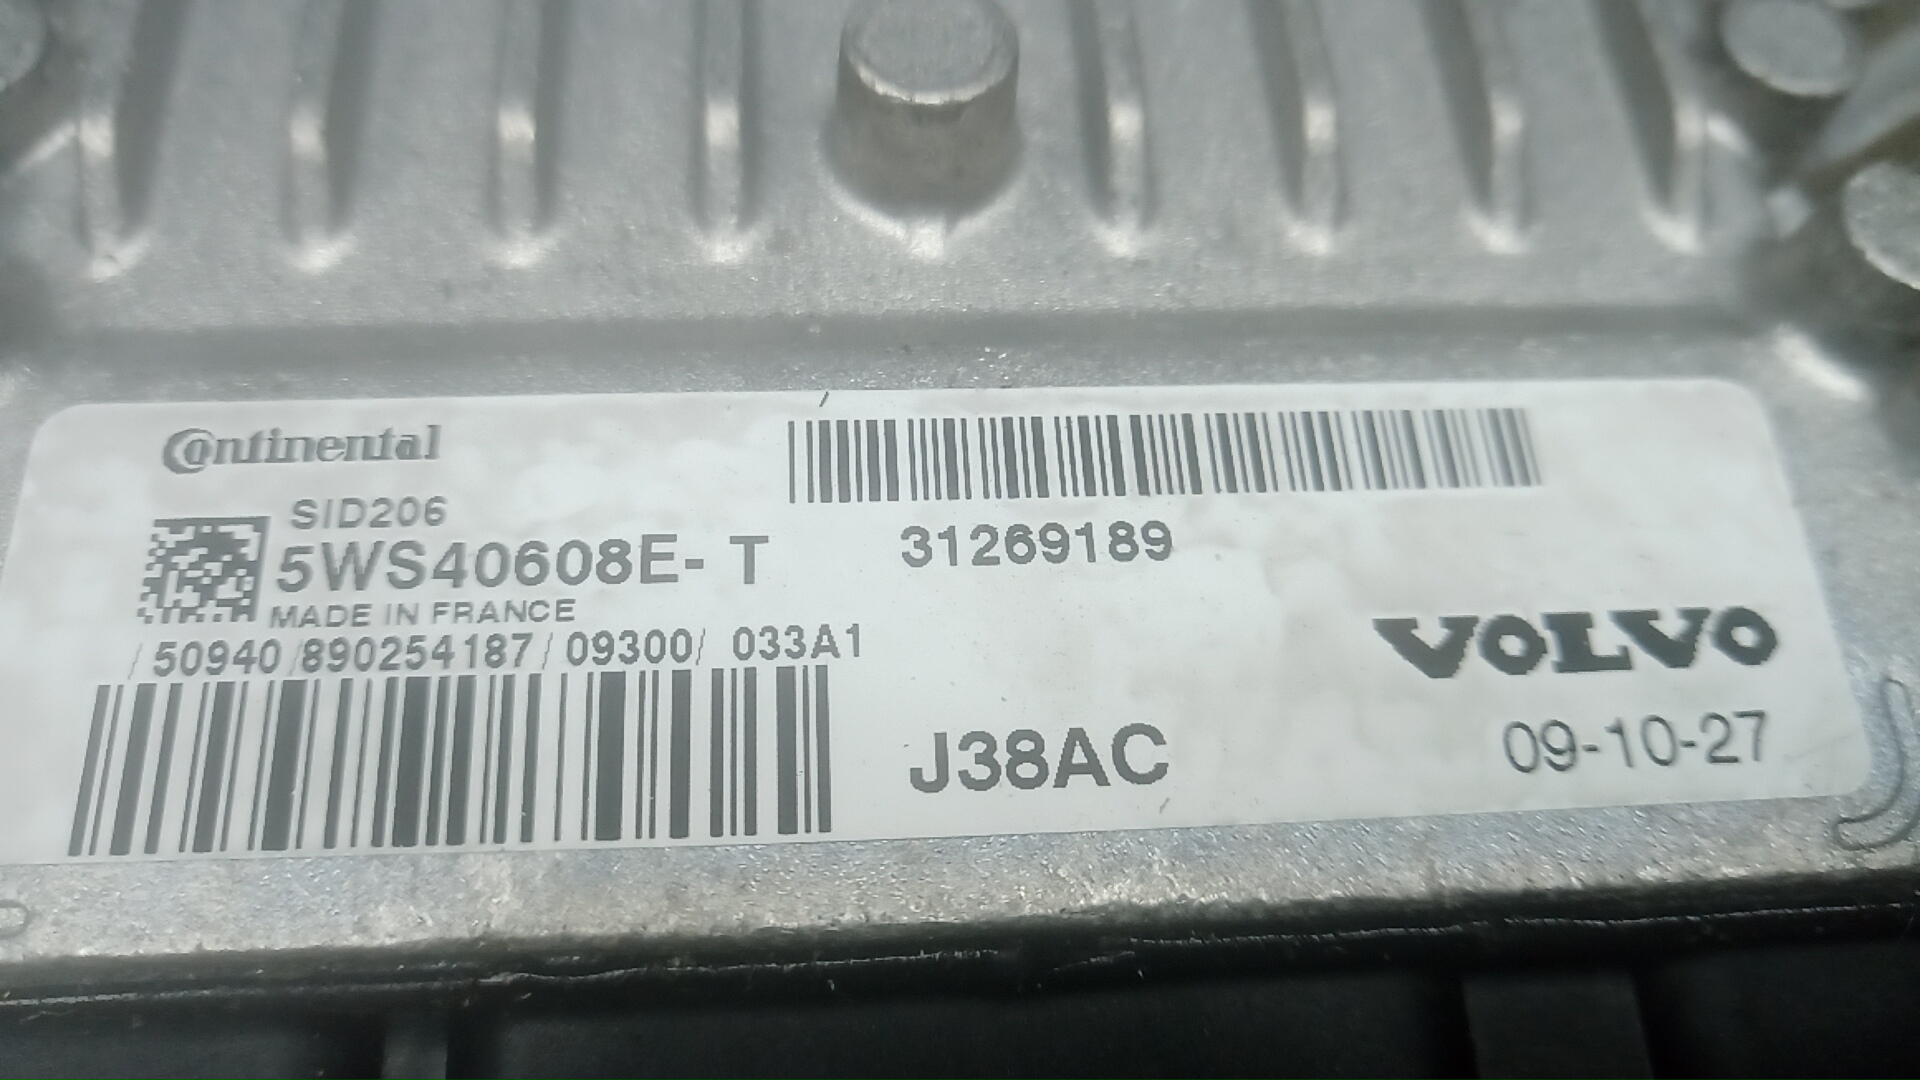 Continental
SID206
5WS40608E- T
MADE IN FRANCE
/ 50940 /890254187/ 09300/ 033A1
31269189
VOLVO
J38AC
09-10-27